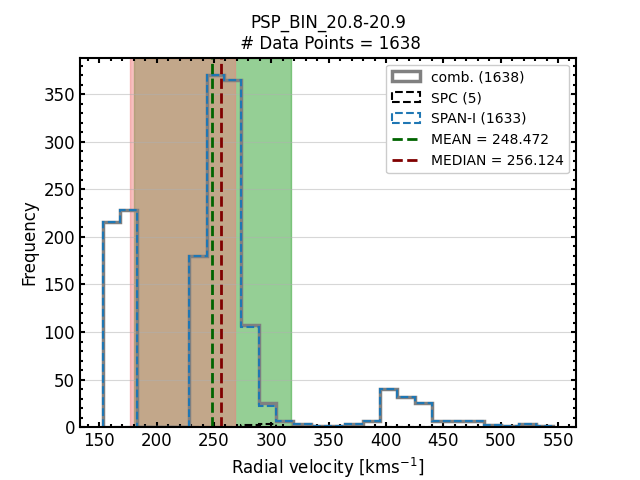 PSP_BIN_20.8-20.9
# Data Points = 1638
comb. (1638)
SPC (5)
SPAN-I (1633)
MEAN = 248.472
MEDIAN = 256.124
Frequency
350
300
250
200
150
100
50
0
150 200 250 300 350 400 450 500 550
Radial velocity [kms⁻¹]